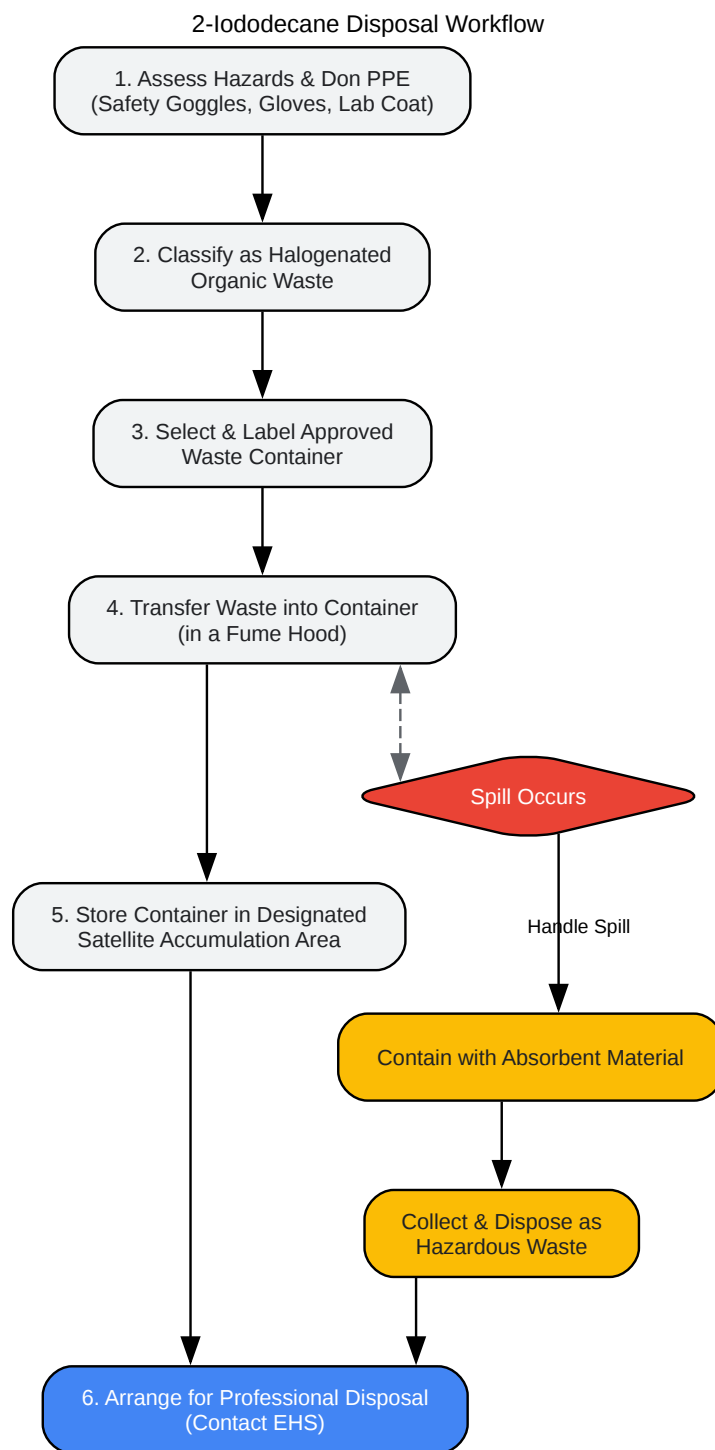 2-Iododecane Disposal Workflow
1. Assess Hazards & Don PPE
(Safety Goggles, Gloves, Lab Coat)
2. Classify as Halogenated
Organic Waste
3. Select & Label Approved
Waste Container
4. Transfer Waste into Container
(in a Fume Hood)
Spill Occurs
5. Store Container in Designated
Satellite Accumulation Area
Handle Spill
Contain with Absorbent Material
Collect & Dispose as
Hazardous Waste
6. Arrange for Professional Disposal
(Contact EHS)